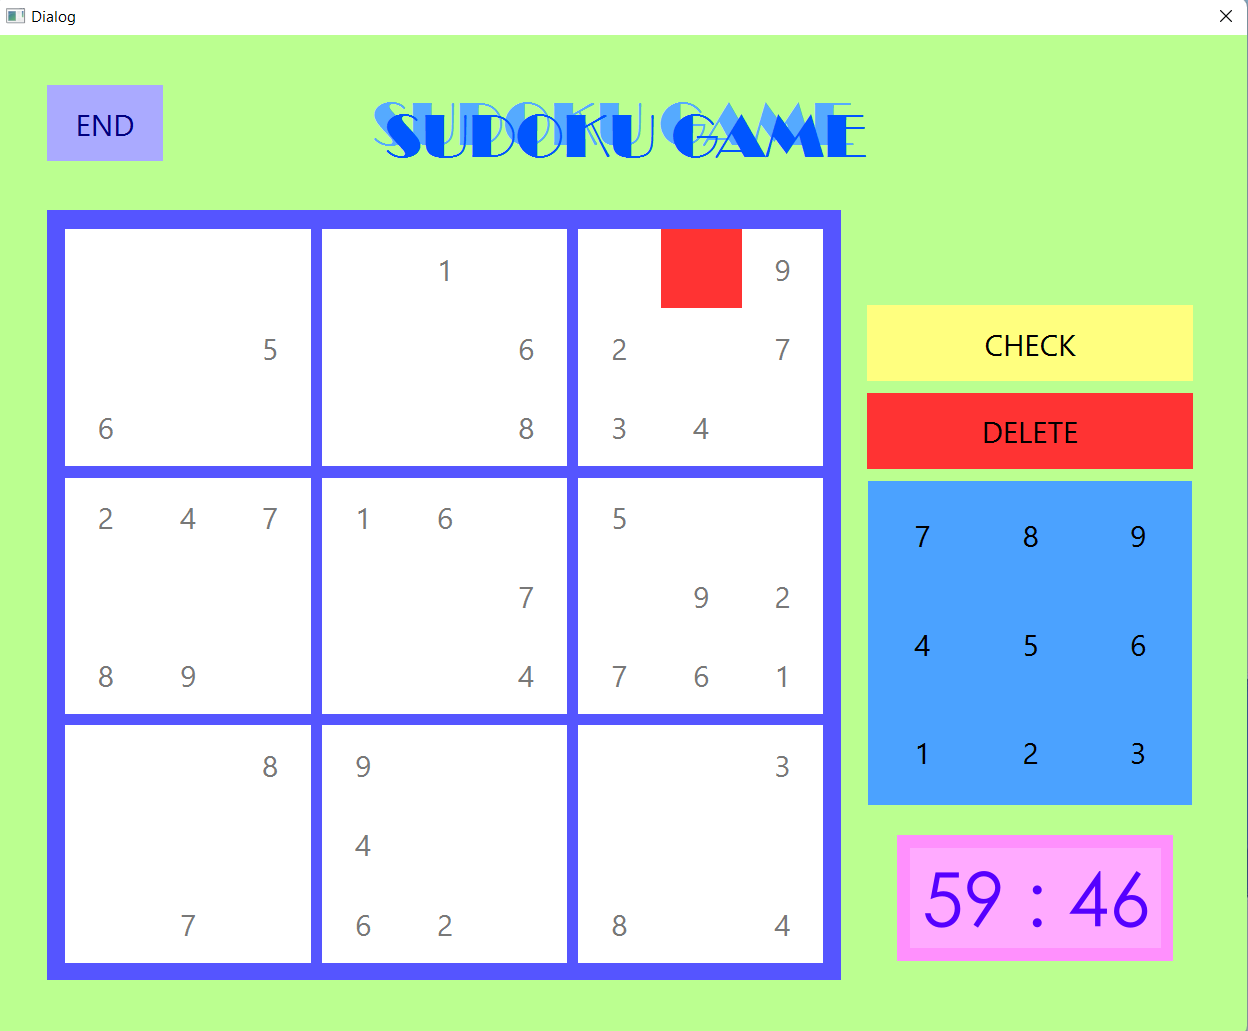 Dialog
END
SUDOKU GAME
1 9
5 6 2 7
6 8 3 4
2 4 7 1 6 5
7 9 2
8 9 4 7 6 1
8 9 3
4
7 6 2 8 4
CHECK
DELETE
7 8 9
4 5 6
1 2 3
59 : 46